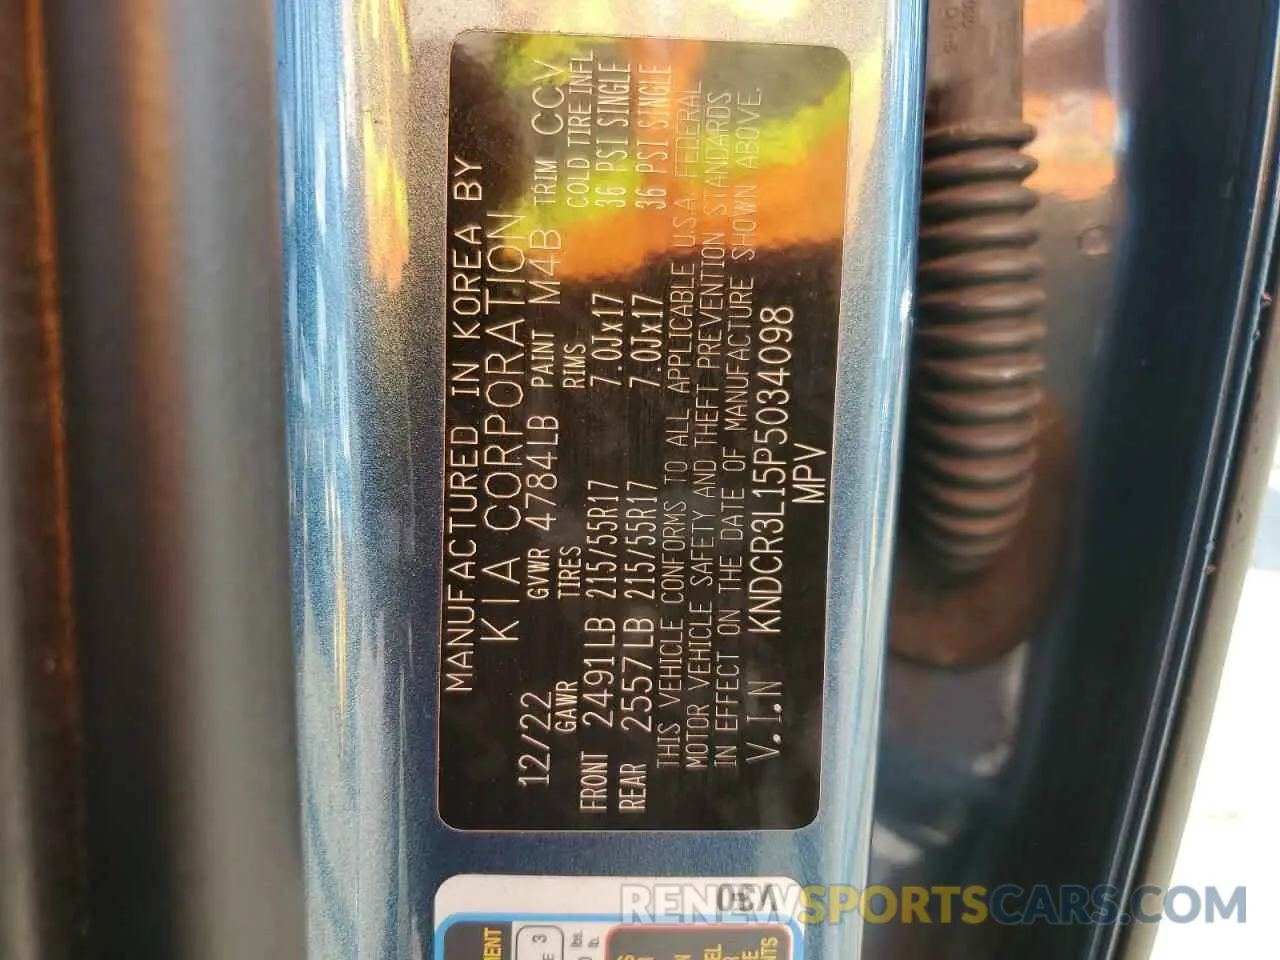 MANUFACTURED IN KOREA BY
KIA CORPORATION
12/22 GVWR 4784LB PAINT M4B TRIM CCV
GAWR TIRES RIMS COLD TIRE INFL
FRONT 2491LB 215/55R17 7.0Jx17 36 PSI SINGLE
REAR 2557LB 215/55R17 7.0Jx17 36 PSI SINGLE
THIS VEHICLE CONFORMS TO ALL APPLICABLE U.S.A. FEDERAL
MOTOR VEHICLE SAFETY AND THEFT PREVENTION STANDARDS
IN EFFECT ON THE DATE OF MANUFACTURE SHOWN ABOVE.
V.I.N KNDCR3L15P5034098
MPV
RENEWSPORTSCARS.COM